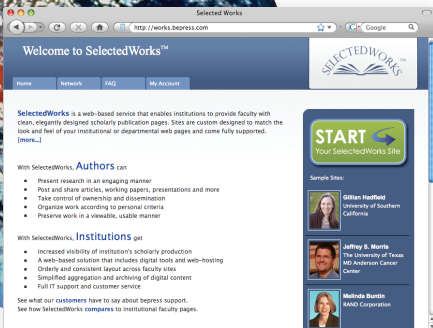 Selected Works
http://works.bepress.com
Google
Welcome to SelectedWorks™
SELECTEDWORKS™
Home Network FAQ My Account
SelectedWorks is a web-based service that enables institutions to provide faculty with
clean, elegantly designed scholarly publication pages. Sites are custom designed to match the
look and feel of your institutional or departmental web pages and come fully supported.
[more...]
With SelectedWorks, Authors can
Present research in an engaging manner
Post and share articles, working papers, presentations and more
Take control of ownership and dissemination
Organize work according to personal criteria
Preserve work in a viewable, usable manner
With SelectedWorks, Institutions get
Increased visibility of institution's scholarly production
A web-based solution that includes digital tools and web-hosting
Orderly and consistent layout across faculty sites
Simplified aggregation and archiving of digital content
Full IT support and customer service
See what our customers have to say about bepress support.
See how SelectedWorks compares to institutional faculty pages.
START
Your SelectedWorks Site
Sample Sites:
Gillian Hadfield
University of Southern
California
Jeffrey S. Morris
The University of Texas
MD Anderson Cancer
Center
Melinda Buntin
RAND Corporation